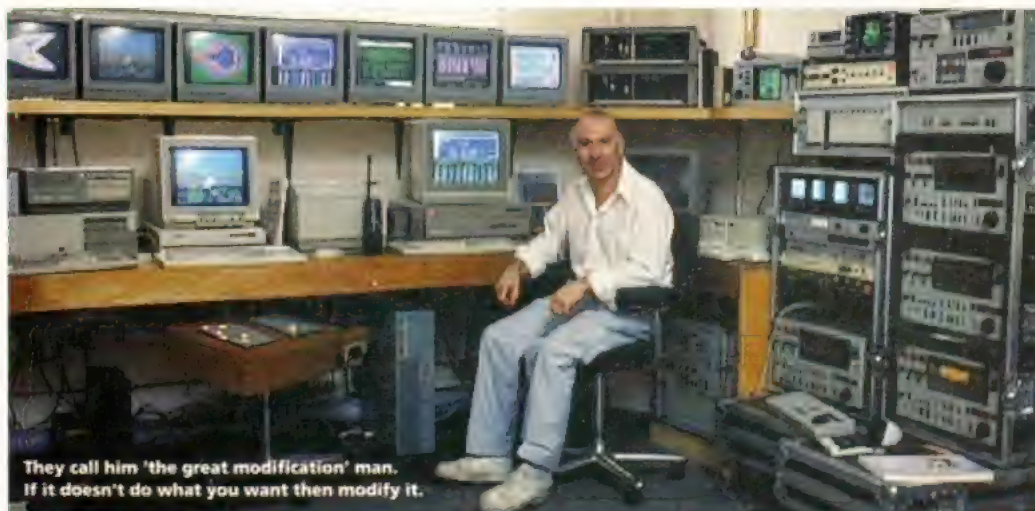 They call him 'the great modification' man.
If it doesn't do what you want then modify it.